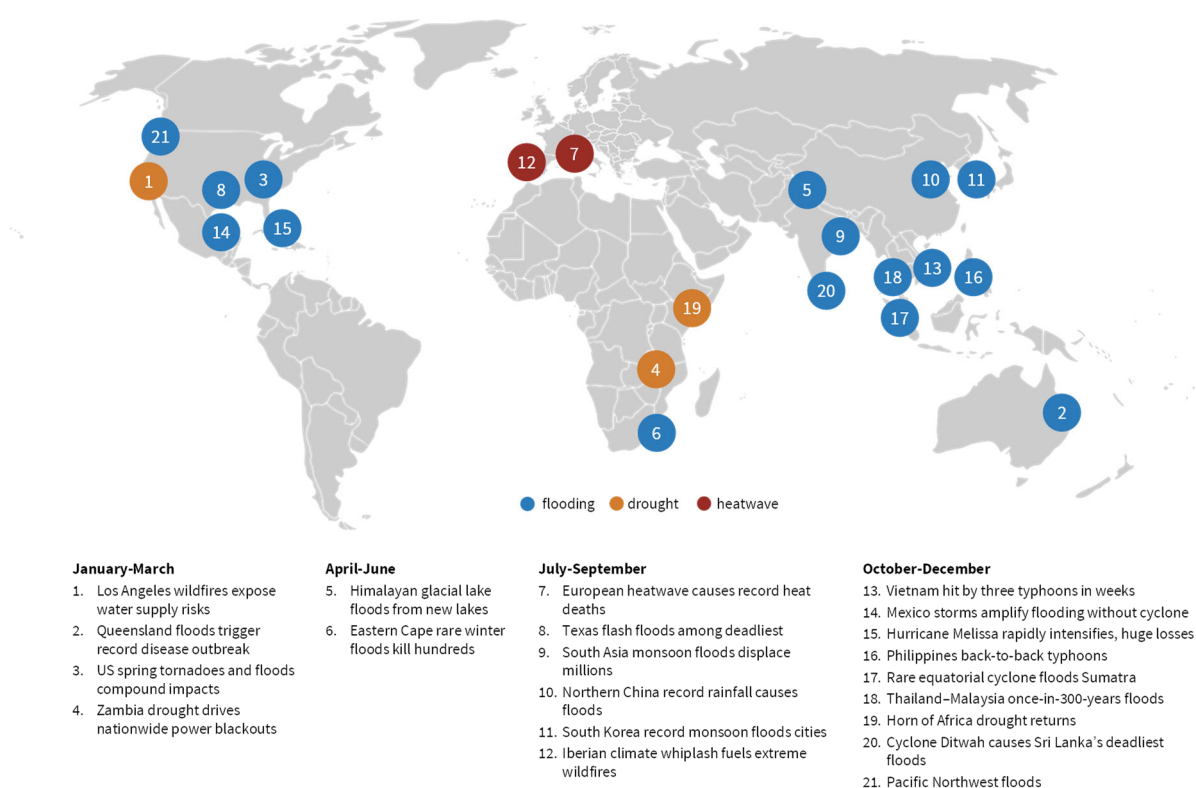 21
7
12
1
8
3
5
10
11
14
15
9
18
13
16
20
19
17
4
2
6
flooding drought heatwave
January-March
1. Los Angeles wildfires expose
water supply risks
2. Queensland floods trigger
record disease outbreak
3. US spring tornadoes and floods
compound impacts
4. Zambia drought drives
nationwide power blackouts
April-June
5. Himalayan glacial lake
floods from new lakes
6. Eastern Cape rare winter
floods kill hundreds
July-September
7. European heatwave causes record heat
deaths
8. Texas flash floods among deadliest
9. South Asia monsoon floods displace
millions
10. Northern China record rainfall causes
floods
11. South Korea record monsoon floods cities
12. Iberian climate whiplash fuels extreme
wildfires
October-December
13. Vietnam hit by three typhoons in weeks
14. Mexico storms amplify flooding without cyclone
15. Hurricane Melissa rapidly intensifies, huge losses
16. Philippines back-to-back typhoons
17. Rare equatorial cyclone floods Sumatra
18. Thailand–Malaysia once-in-300-years floods
19. Horn of Africa drought returns
20. Cyclone Ditwah causes Sri Lanka's deadliest
floods
21. Pacific Northwest floods